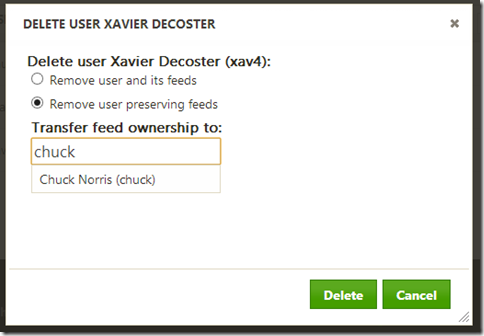 DELETE USER XAVIER DECOSTER
Delete user Xavier Decoster (xav4):
Remove user and its feeds
Remove user preserving feeds
Transfer feed ownership to:
chuck
Chuck Norris (chuck)
Delete Cancel